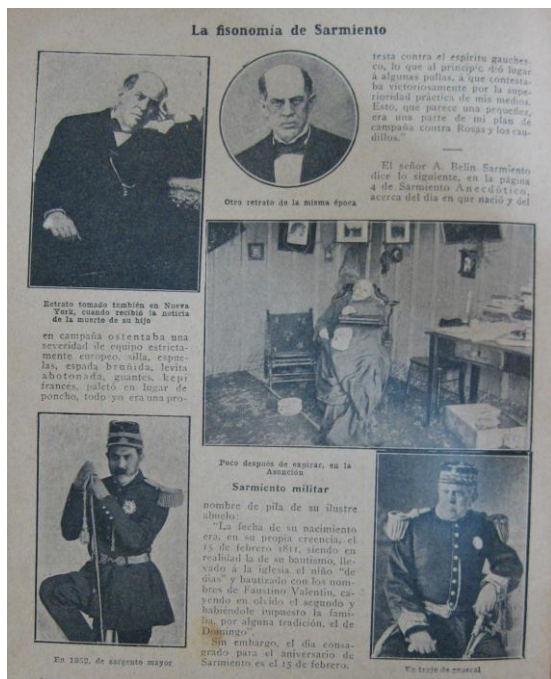 La fisonomía de Sarmiento
Retrato tomado también en Nueva
York, cuando recibió la noticia
de la muerte de su hijo
en campaña ostentaba una
severidad de equipo estricta-
mente europeo, silla, espue-
las, espada bruñida, levita
abotonada, guantes, kepí
frances, paletó en lugar de
poncho, todo yo era una pro-
Otro retrato de la misma época
testa contra el espíritu gauches-
co, lo que al principio dió lugar
á algunas pullas, á que contesta-
ba victoriosamente por la supe-
rioridad práctica de mis medios.
Esto, que parece una pequeñez,
era una parte de mi plan de
campaña contra Rosas y los cau-
dillos."
El señor A. Belin Sarmiento
dice lo siguiente, en la página
4 de Sarmiento Anecdótico,
acerca del día en que nació y del
Poco después de expirar, en la
Asunción
Sarmiento militar
nombre de pila de su ilustre
abuelo:
"La fecha de su nacimiento
era, en su propia creencia, el
15 de febrero 1811, siendo en
realidad la de su bautismo, lle-
vado á la iglesia el niño "de
días" y bautizado con los nom-
bres de Faustino Valentín, ca-
yendo en olvido el segundo y
habiéndole impuesto la fami-
lia, por alguna tradición, el de
Domingo".
Sin embargo, el día consa-
grado para el aniversario de
Sarmiento es el 15 de febrero.
En 1852, de sargento mayor
En traje de general